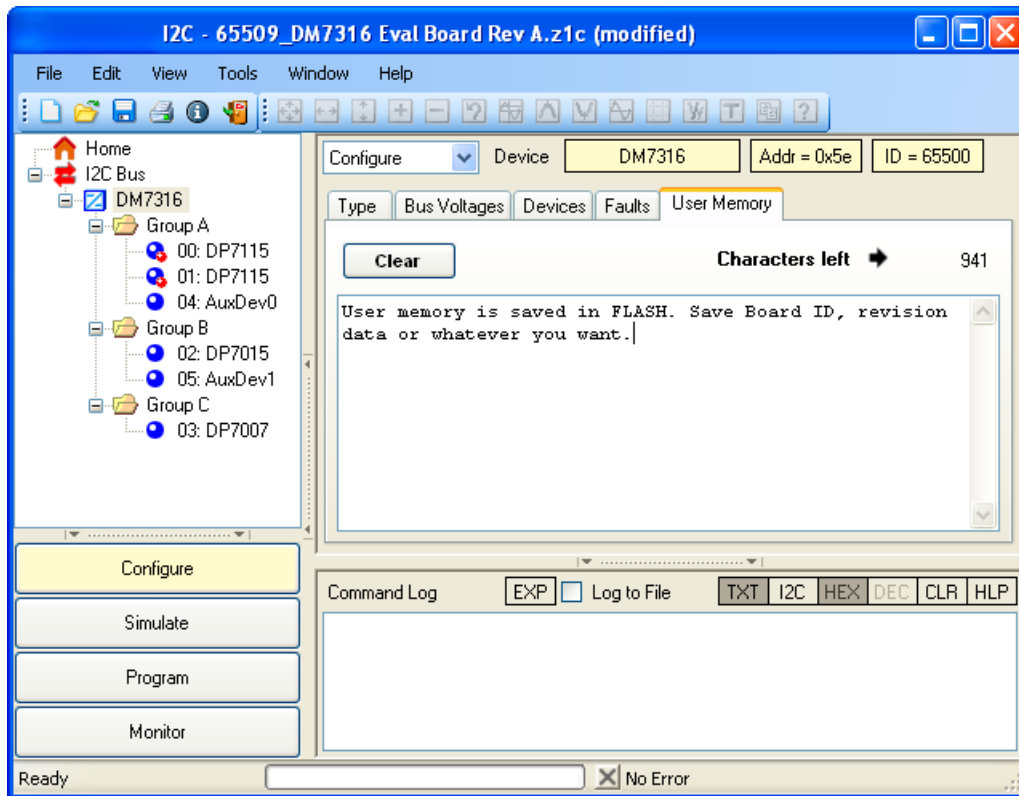 I2C - 65509_DM7316 Eval Board Rev A.z1c (modified)
File Edit View Tools Window Help
Home
I2C Bus
DM7316
Group A
00: DP7115
01: DP7115
04: AuxDev0
Group B
02: DP7015
05: AuxDev1
Group C
03: DP7007
Configure
Simulate
Program
Monitor
Configure Device DM7316 Addr = 0x5e ID = 65500
Type Bus Voltages Devices Faults User Memory
Clear Characters left 941
User memory is saved in FLASH. Save Board ID, revision
data or whatever you want.
Command Log EXP Log to File TXT I2C HEX DEC CLR HLP
Ready No Error